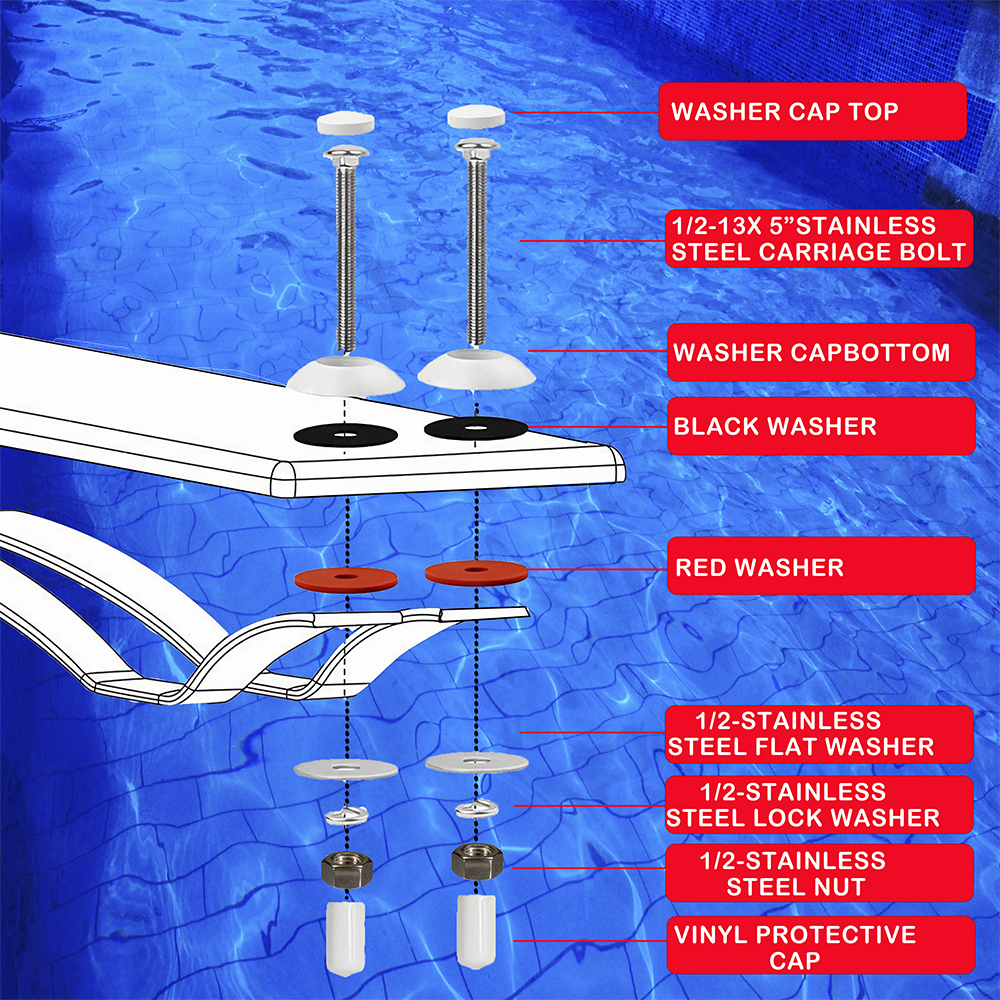 WASHER CAP TOP
1/2-13X 5”STAINLESS
STEEL CARRIAGE BOLT
WASHER CAPBOTTOM
BLACK WASHER
RED WASHER
1/2-STAINLESS
STEEL FLAT WASHER
1/2-STAINLESS
STEEL LOCK WASHER
1/2-STAINLESS
STEEL NUT
VINYL PROTECTIVE
CAP